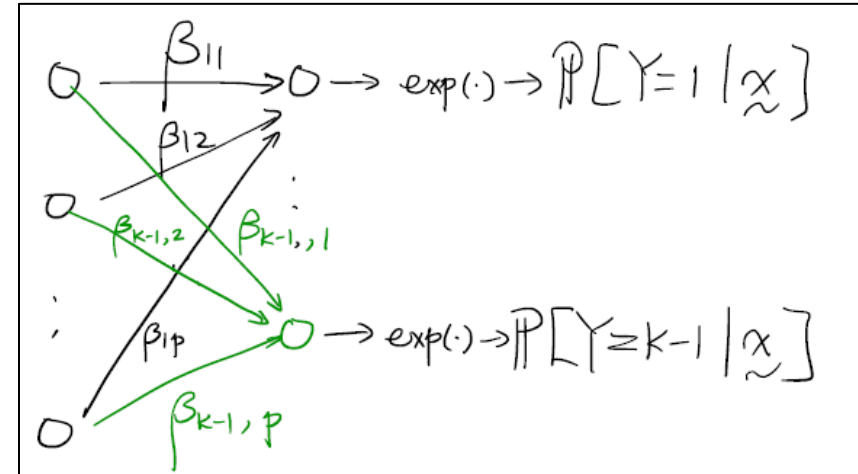 β11
→ exp(·) → ℙ[Y=1 | x̰]
β12
βK-1,2
βK-1,,1
β1p
→ exp(·) → ℙ[Y=K-1 | x̰]
βK-1, p